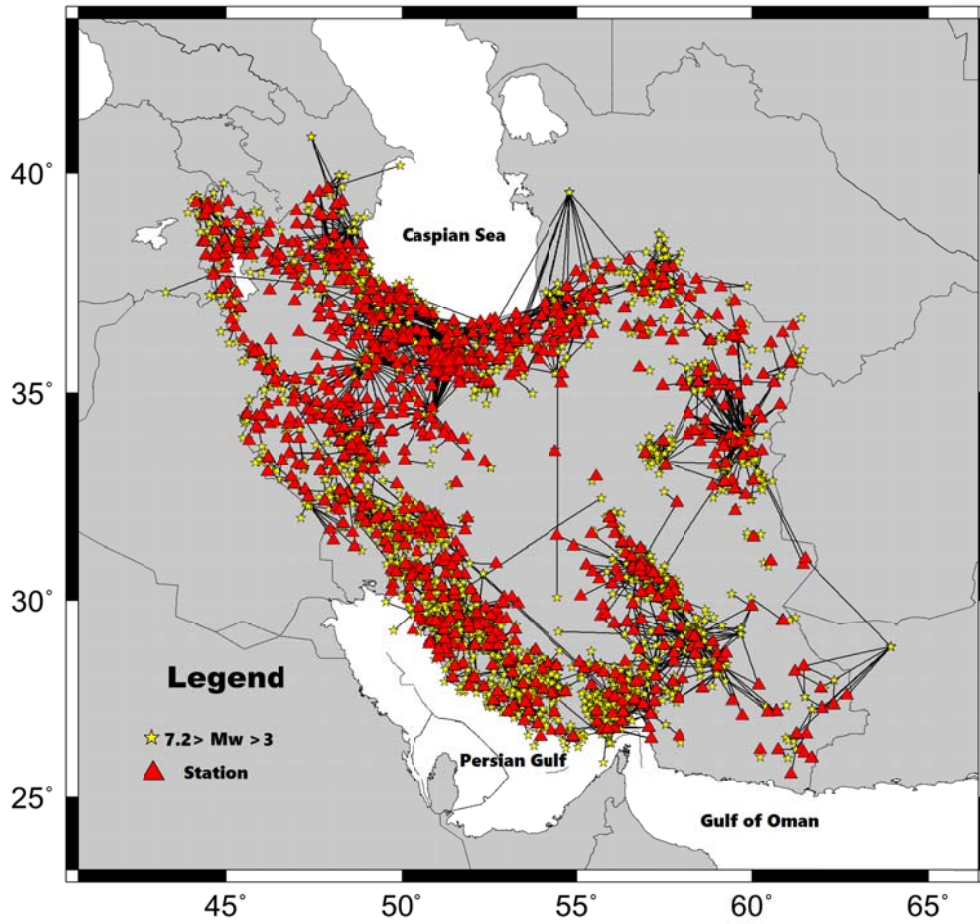 40°
Caspian Sea
35°
30°
Legend
7.2> Mw >3
Station
Persian Gulf
25°
Gulf of Oman
45° 50° 55° 60° 65°